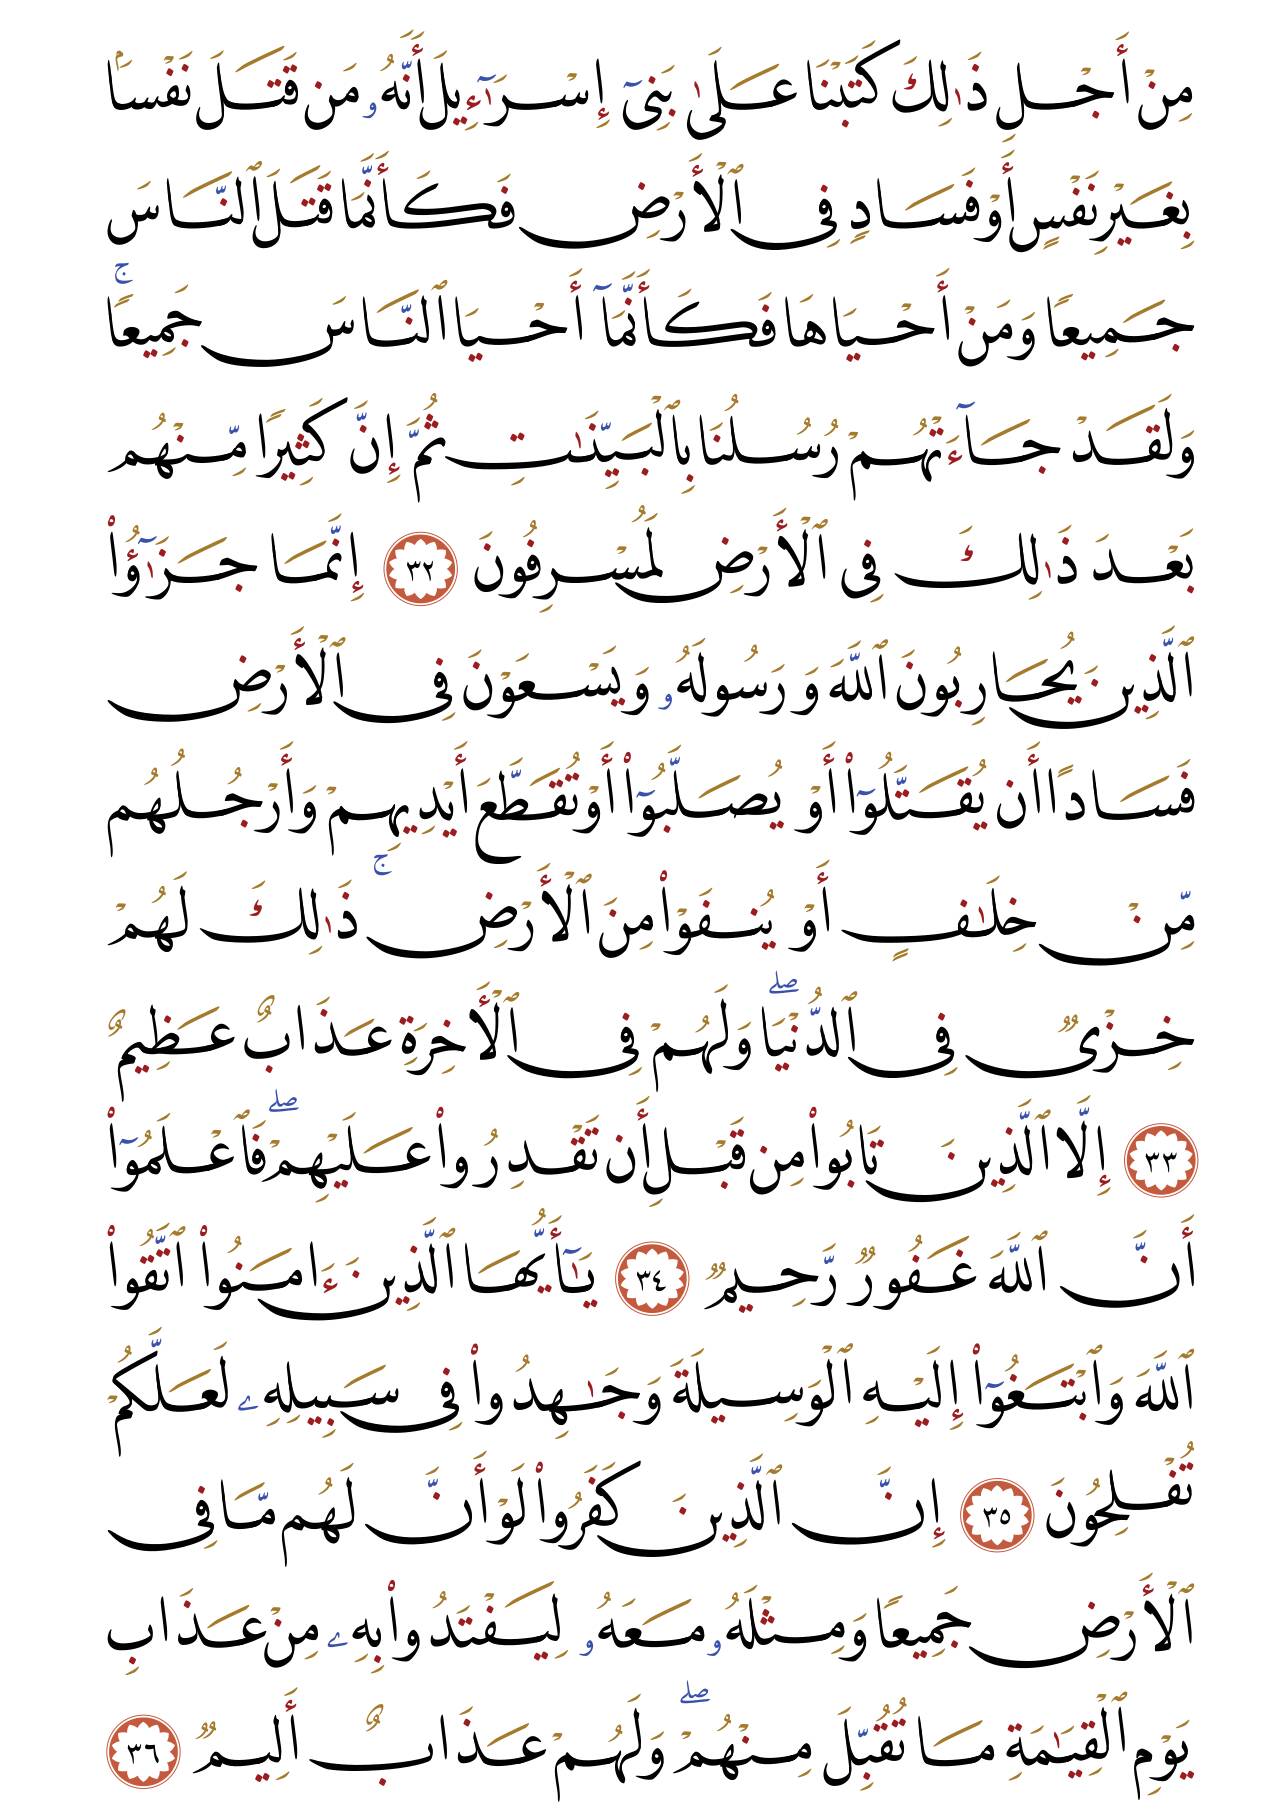 مِنْ أَجْلِ ذَٰلِكَ كَتَبْنَا عَلَىٰ بَنِىٓ إِسْرَٰٓءِيلَ أَنَّهُۥ مَن قَتَلَ نَفْسًۢا
بِغَيْرِ نَفْسٍ أَوْ فَسَادٍ فِى ٱلْأَرْضِ فَكَأَنَّمَا قَتَلَ ٱلنَّاسَ
جَمِيعًا وَمَنْ أَحْيَاهَا فَكَأَنَّمَآ أَحْيَا ٱلنَّاسَ جَمِيعًا ۚ
وَلَقَدْ جَآءَتْهُمْ رُسُلُنَا بِٱلْبَيِّنَٰتِ ثُمَّ إِنَّ كَثِيرًا مِّنْهُم
بَعْدَ ذَٰلِكَ فِى ٱلْأَرْضِ لَمُسْرِفُونَ ٣٢ إِنَّمَا جَزَٰٓؤُا۟
ٱلَّذِينَ يُحَارِبُونَ ٱللَّهَ وَرَسُولَهُۥ وَيَسْعَوْنَ فِى ٱلْأَرْضِ
فَسَادًا أَن يُقَتَّلُوٓا۟ أَوْ يُصَلَّبُوٓا۟ أَوْ تُقَطَّعَ أَيْدِيهِمْ وَأَرْجُلُهُم
مِّنْ خِلَٰفٍ أَوْ يُنفَوْا۟ مِنَ ٱلْأَرْضِ ۚ ذَٰلِكَ لَهُمْ
خِزْىٌ فِى ٱلدُّنْيَا ۖ وَلَهُمْ فِى ٱلْأَخِرَةِ عَذَابٌ عَظِيمٌ
٣٣ إِلَّا ٱلَّذِينَ تَابُوا۟ مِن قَبْلِ أَن تَقْدِرُوا۟ عَلَيْهِمْ ۖ فَٱعْلَمُوٓا۟
أَنَّ ٱللَّهَ غَفُورٌ رَّحِيمٌ ٣٤ يَٰٓأَيُّهَا ٱلَّذِينَ ءَامَنُوا۟ ٱتَّقُوا۟
ٱللَّهَ وَٱبْتَغُوٓا۟ إِلَيْهِ ٱلْوَسِيلَةَ وَجَٰهِدُوا۟ فِى سَبِيلِهِۦ لَعَلَّكُمْ
تُفْلِحُونَ ٣٥ إِنَّ ٱلَّذِينَ كَفَرُوا۟ لَوْ أَنَّ لَهُم مَّا فِى
ٱلْأَرْضِ جَمِيعًا وَمِثْلَهُۥ مَعَهُۥ لِيَفْتَدُوا۟ بِهِۦ مِنْ عَذَابِ
يَوْمِ ٱلْقِيَٰمَةِ مَا تُقُبِّلَ مِنْهُمْ ۖ وَلَهُمْ عَذَابٌ أَلِيمٌ ٣٦